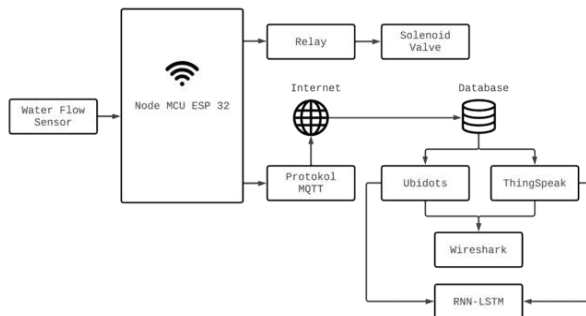 Relay
Solenoid
Valve
Node MCU ESP 32
Internet
Database
Water Flow
Sensor
Protokol
MQTT
Ubidots
ThingSpeak
Wireshark
RNN-LSTM